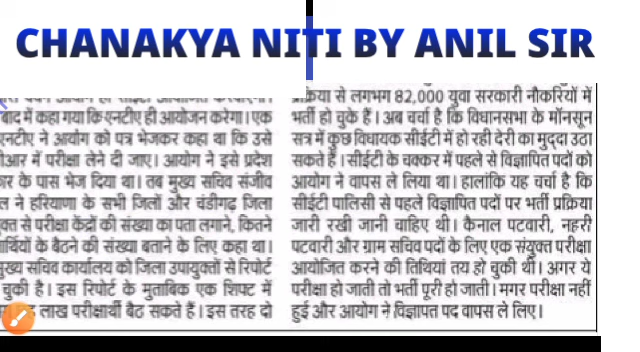 CHANAKYA NITI BY ANIL SIR
बाद में कहा गया कि एनटीए ही आयोजन करेगा। एक
एनटीए ने आयोग को पत्र भेजकर कहा था कि उसे
में परीक्षा लेने दी जाए। आयोग ने इसे प्रदेश
के पास भेज दिया था। तब मुख्य सचिव संजीव
ने हरियाणा के सभी जिलों और चंडीगढ़ जिला
से परीक्षा केंद्रों की संख्या का पता लगाने, कितने
के बैठने की संख्या बताने के लिए कहा था।
सचिव कार्यालय को जिला उपायुक्तों से रिपोर्ट
चुकी है। इस रिपोर्ट के मुताबिक एक शिफ्ट में
लाख परीक्षार्थी बैठ सकते हैं। इस तरह दो
प्रक्रिया से लगभग 82,000 युवा सरकारी नौकरियों में
भर्ती हो चुके हैं। अब चर्चा है कि विधानसभा के मॉनसून
सत्र में कुछ विधायक सीईटी में हो रही देरी का मुद्दा उठा
सकते हैं। सीईटी के चक्कर में पहले से विज्ञापित पदों को
आयोग ने वापस ले लिया था। हालांकि यह चर्चा है कि
सीईटी पालिसी से पहले विज्ञापित पदों पर भर्ती प्रक्रिया
जारी रखी जानी चाहिए थी। कैनाल पटवारी, नहरी
पटवारी और ग्राम सचिव पदों के लिए एक संयुक्त परीक्षा
आयोजित करने की तिथियां तय हो चुकी थी। अगर ये
परीक्षा हो जाती तो भर्ती पूरी हो जाती। मगर परीक्षा नहीं
हुई और आयोग ने विज्ञापत पद वापस ले लिए।